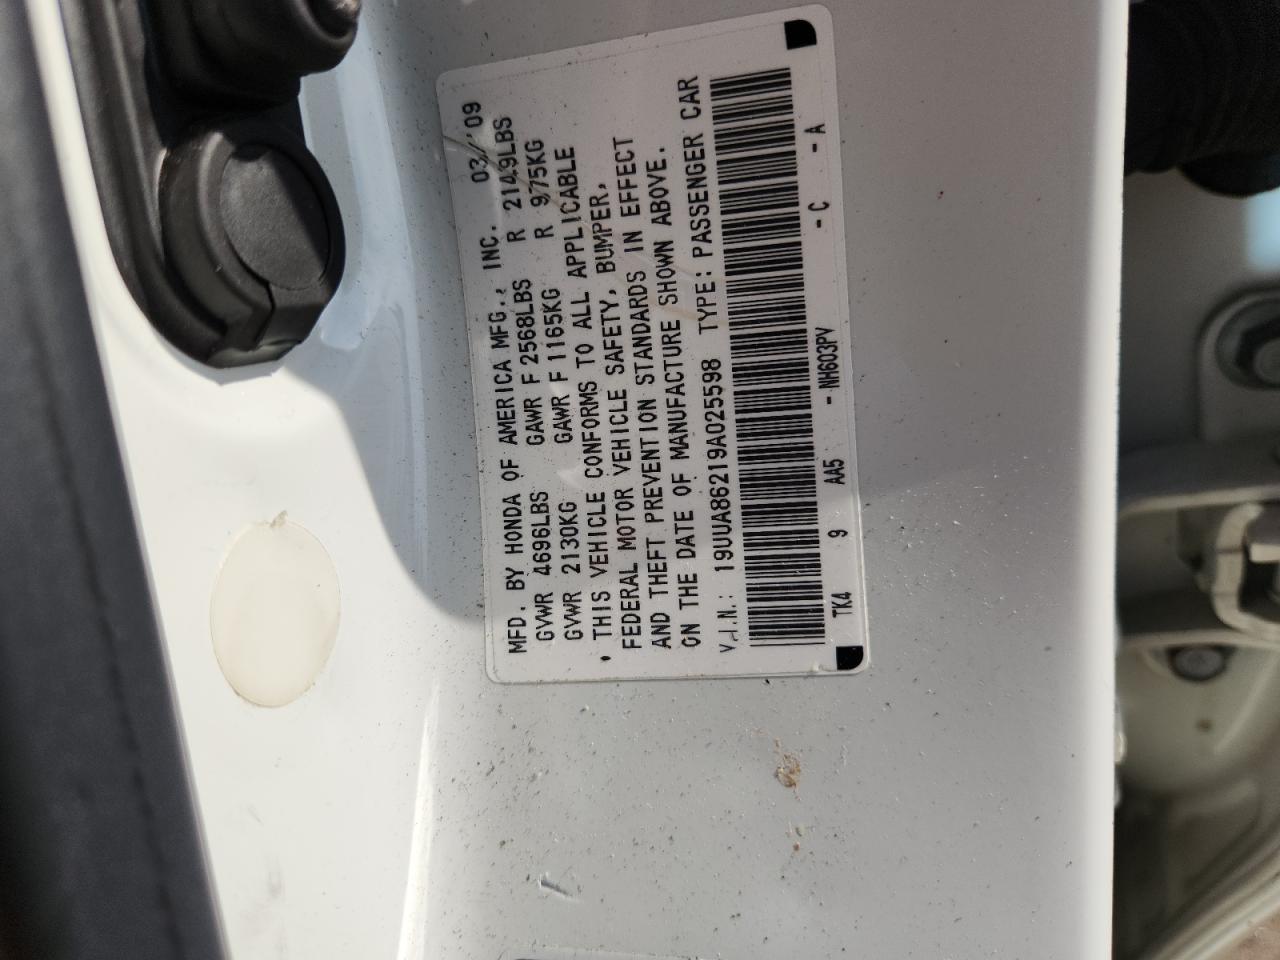 MFD. BY HONDA OF AMERICA MFG., INC. 03/'09
GVWR 4696LBS GAWR F 2568LBS R 2149LBS
GVWR 2130KG GAWR F 1165KG R 975KG
• THIS VEHICLE CONFORMS TO ALL APPLICABLE
FEDERAL MOTOR VEHICLE SAFETY, BUMPER,
AND THEFT PREVENTION STANDARDS IN EFFECT
ON THE DATE OF MANUFACTURE SHOWN ABOVE.
V.I.N.: 19UUA86219A025598 TYPE: PASSENGER CAR
TK4 9 AA5 - NH603PV - C - A